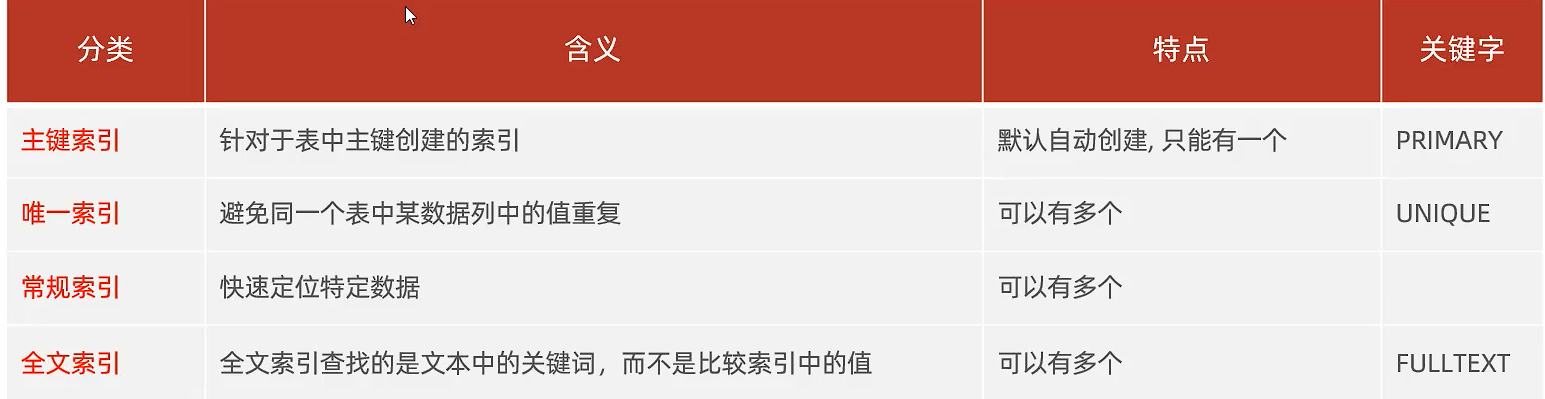 分类 含义 特点 关键字
主键索引 针对于表中主键创建的索引 默认自动创建, 只能有一个 PRIMARY
唯一索引 避免同一个表中某数据列中的值重复 可以有多个 UNIQUE
常规索引 快速定位特定数据 可以有多个
全文索引 全文索引查找的是文本中的关键词，而不是比较索引中的值 可以有多个 FULLTEXT